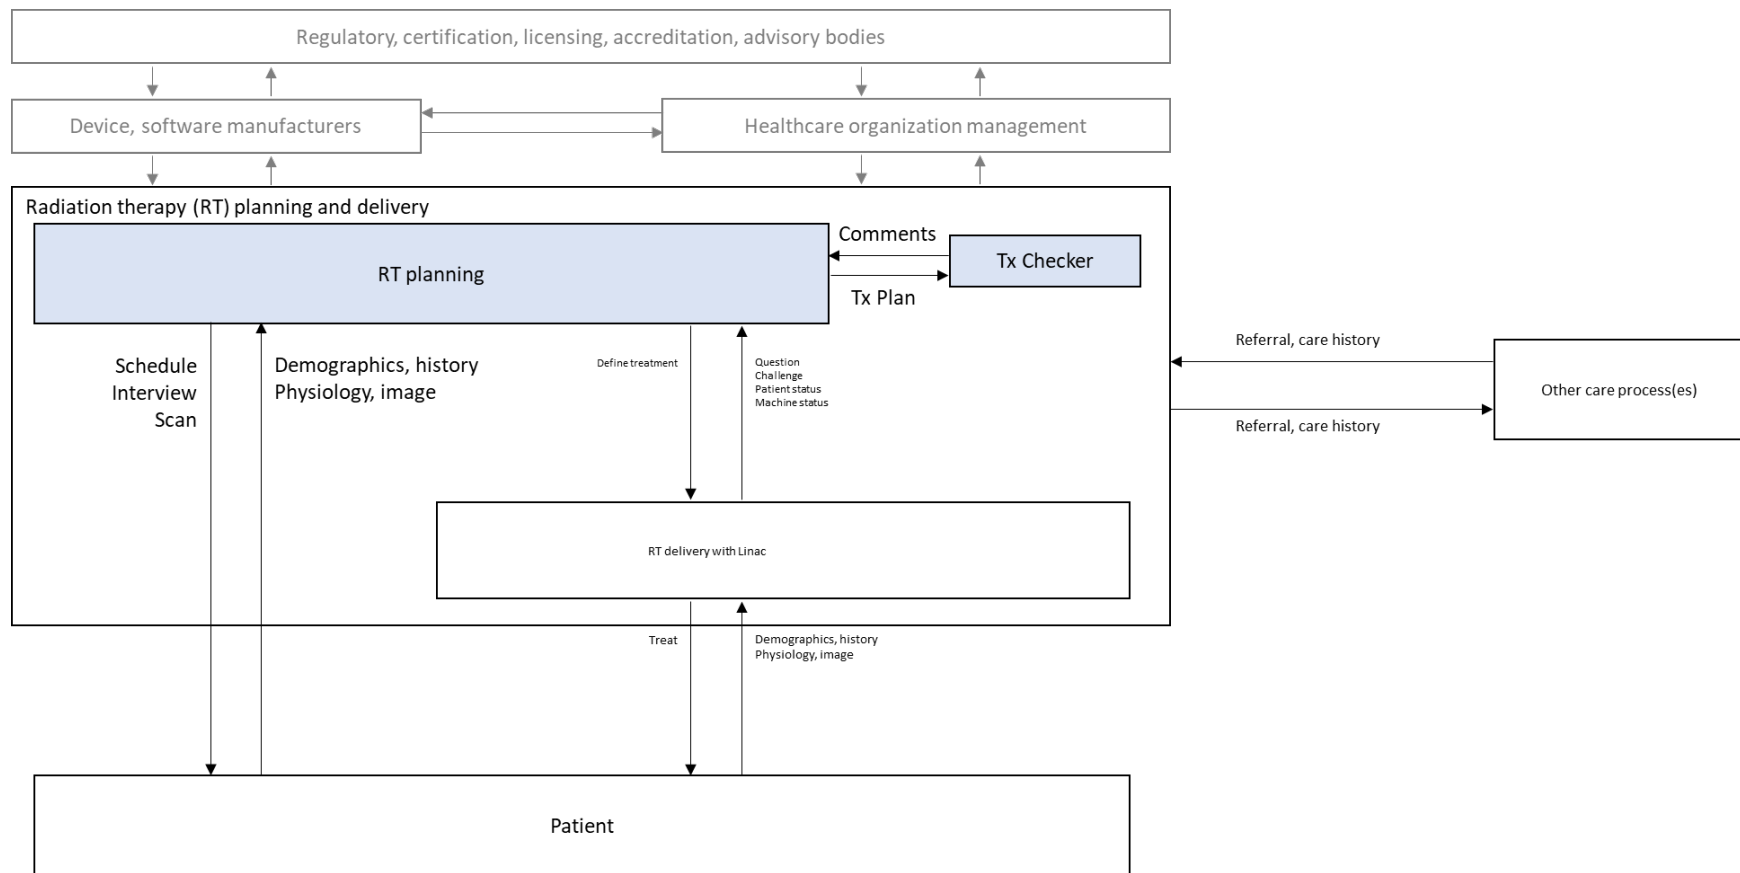 Regulatory, certification, licensing, accreditation, advisory bodies
Device, software manufacturers
Healthcare organization management
Radiation therapy (RT) planning and delivery
RT planning
Comments
Tx Plan
Tx Checker
Schedule
Interview
Scan
Demographics, history
Physiology, image
Define treatment
Question
Challenge
Patient status
Machine status
Referral, care history
Other care process(es)
Referral, care history
RT delivery with Linac
Treat
Demographics, history
Physiology, image
Patient